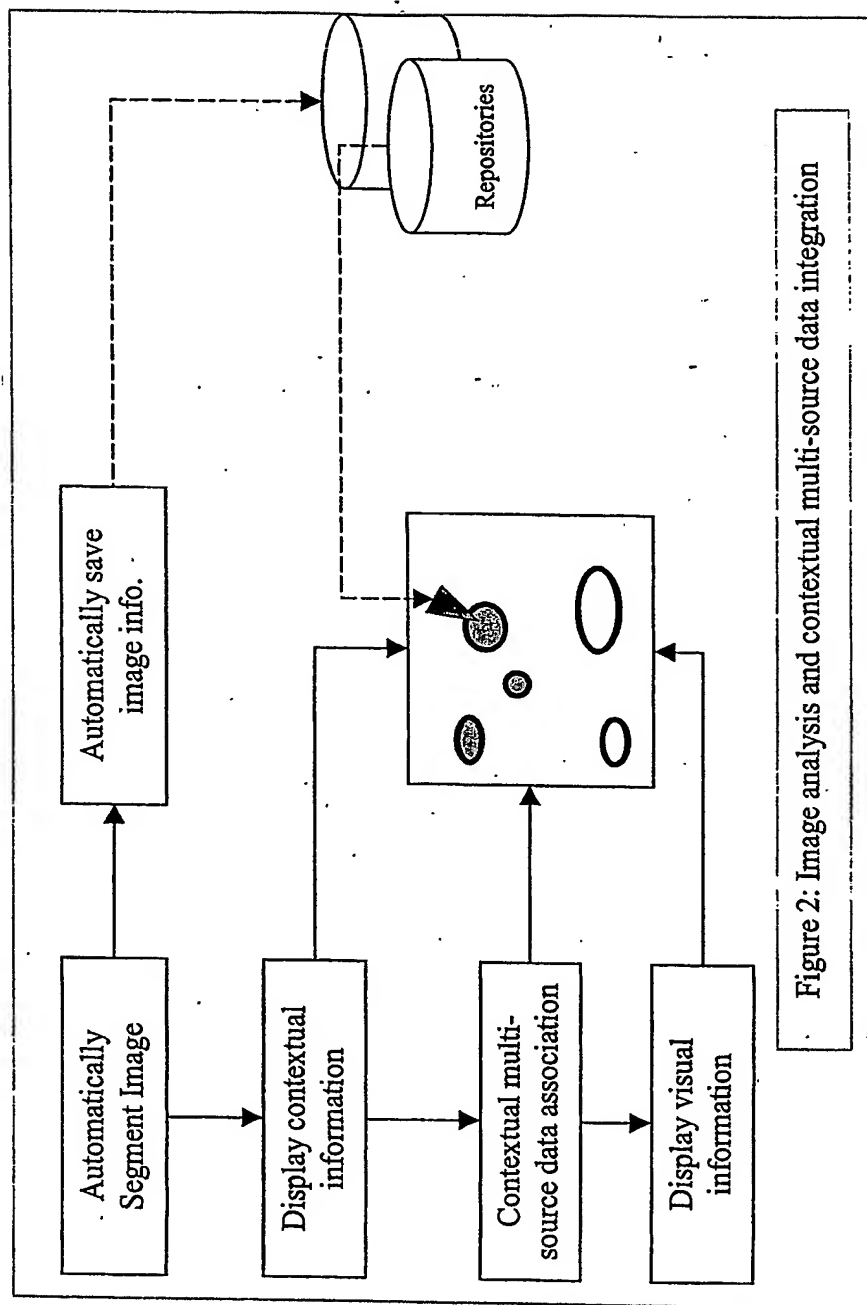 Automatically
Segment Image
Automatically save
image info.
Display contextual
information
Contextual multi-
source data association
Display visual
information
Repositories
Figure 2: Image analysis and contextual multi-source data integration